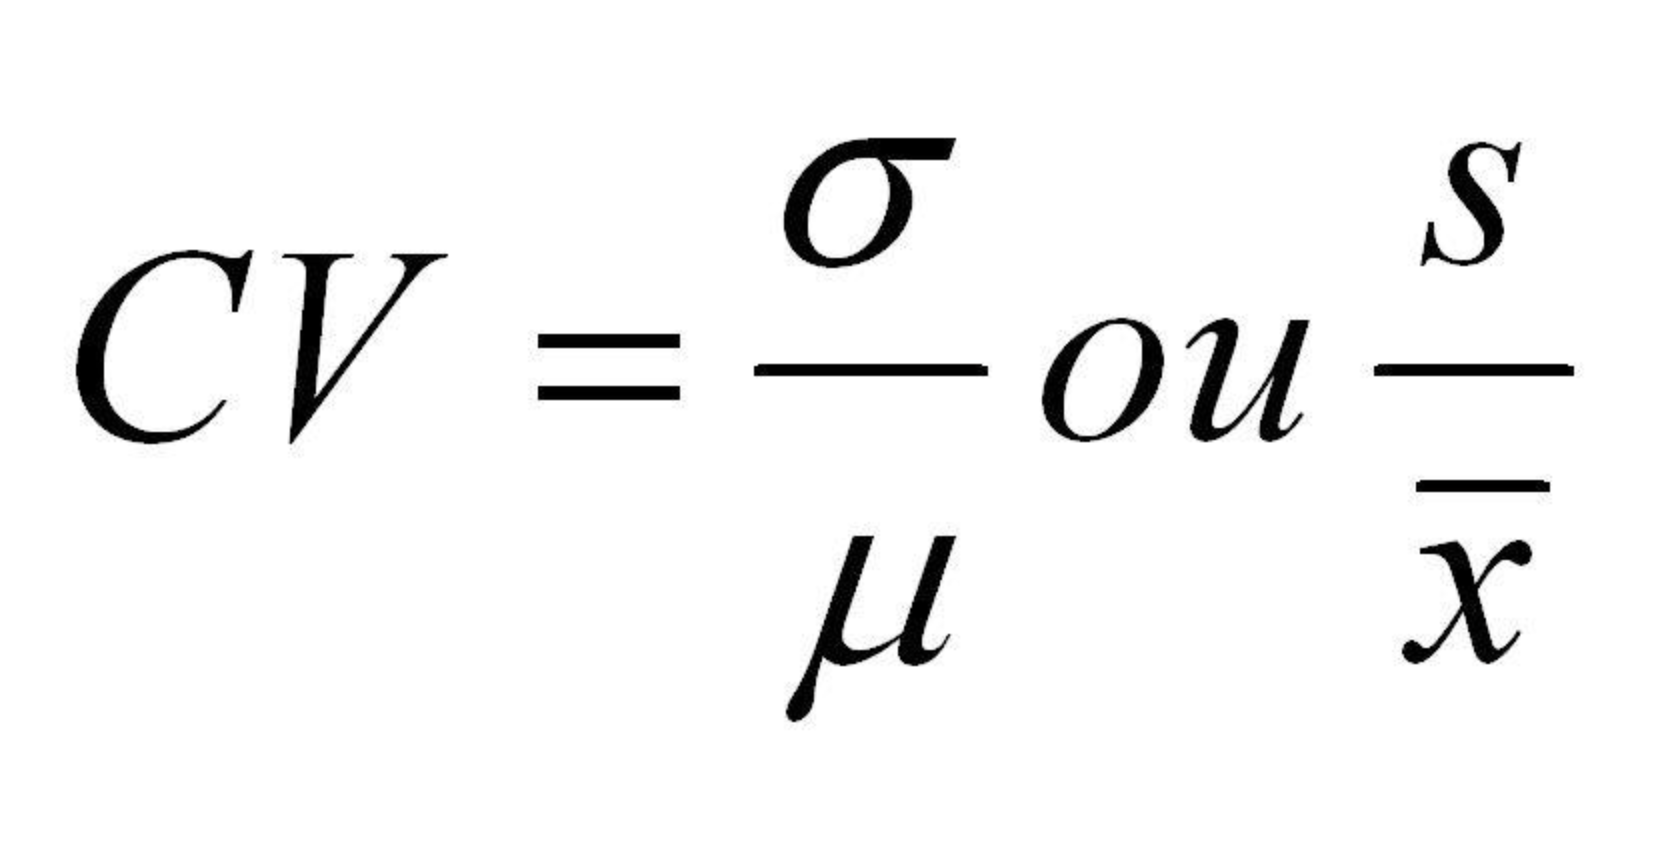 CV = σ/μ ou s/x̅